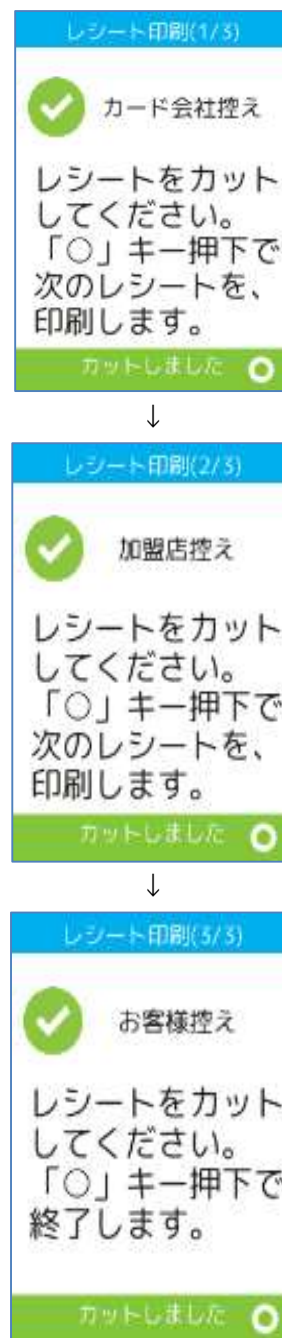 レシート印刷(1/3)
カード会社控え
レシートをカット
してください。
「○」キー押下で
次のレシートを、
印刷します。
カットしました
↓
レシート印刷(2/3)
加盟店控え
レシートをカット
してください。
「○」キー押下で
次のレシートを、
印刷します。
カットしました
↓
レシート印刷(3/3)
お客様控え
レシートをカット
してください。
「○」キー押下で
終了します。
カットしました